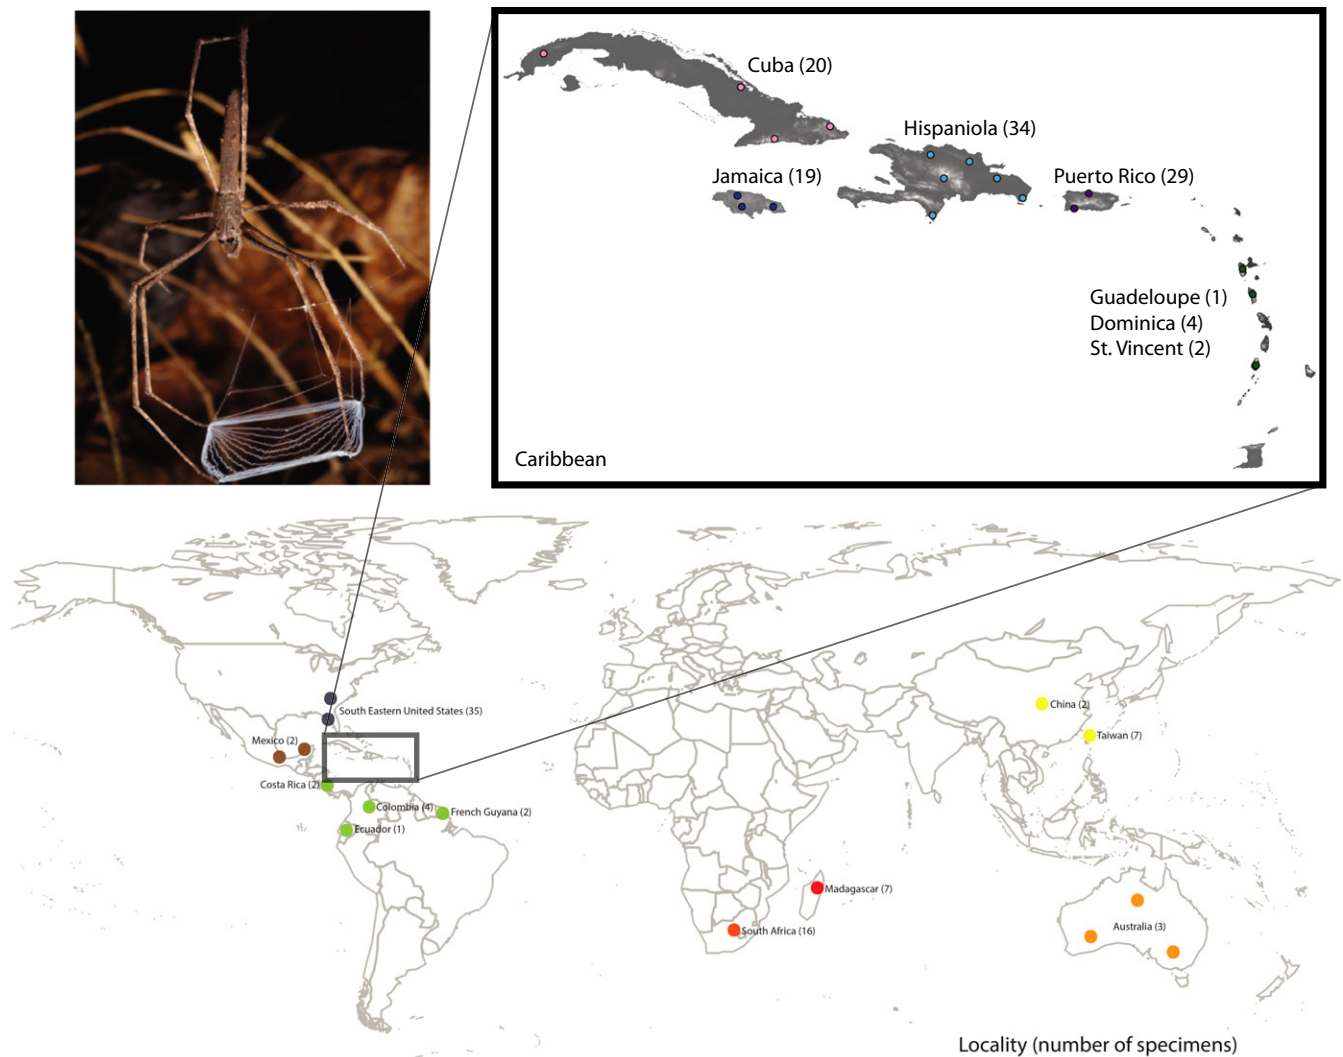 Cuba (20)
Hispaniola (34)
Jamaica (19)
Puerto Rico (29)
Guadeloupe (1)
Dominica (4)
St. Vincent (2)
Caribbean
South Eastern United States (35)
China (2)
Taiwan (7)
Mexico (2)
Costa Rica (2)
Colombia (4)
French Guyana (2)
Ecuador (1)
Madagascar (7)
South Africa (16)
Australia (3)
Locality (number of specimens)